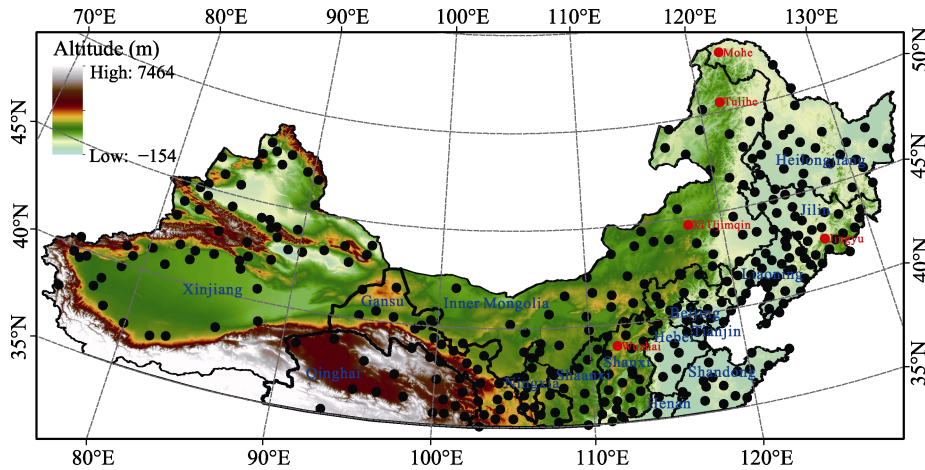 70°E 80°E 90°E 100°E 110°E 120°E 130°E
Altitude (m)
High: 7464
Low: −154
50°N
45°N
40°N
35°N
45°N
40°N
35°N
Mohe
Tulihe
Heilongjiang
Jilin
Xi Ujimqin
Liaoning
Xinjiang
Gansu
Inner Mongolia
Beijing
Tianjin
Hebei
Shanxi
Shaanxi
Ningxia
Qinghai
Shandong
Henan
80°E 90°E 100°E 110°E 120°E